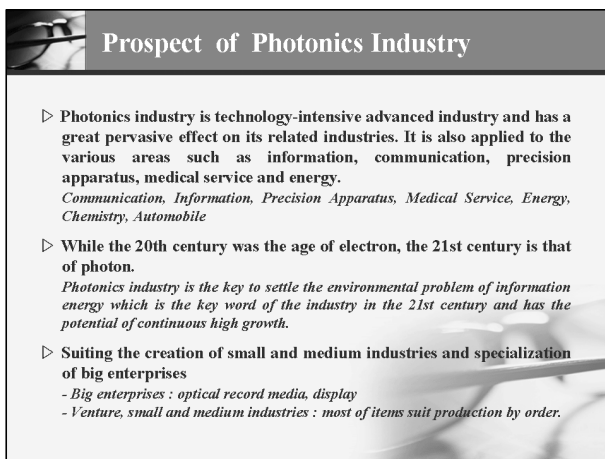 Prospect of Photonics Industry
▷ Photonics industry is technology-intensive advanced industry and has a
great pervasive effect on its related industries. It is also applied to the
various areas such as information, communication, precision
apparatus, medical service and energy.
Communication, Information, Precision Apparatus, Medical Service, Energy,
Chemistry, Automobile
▷ While the 20th century was the age of electron, the 21st century is that
of photon.
Photonics industry is the key to settle the environmental problem of information
energy which is the key word of the industry in the 21st century and has the
potential of continuous high growth.
▷ Suiting the creation of small and medium industries and specialization
of big enterprises
- Big enterprises : optical record media, display
- Venture, small and medium industries : most of items suit production by order.